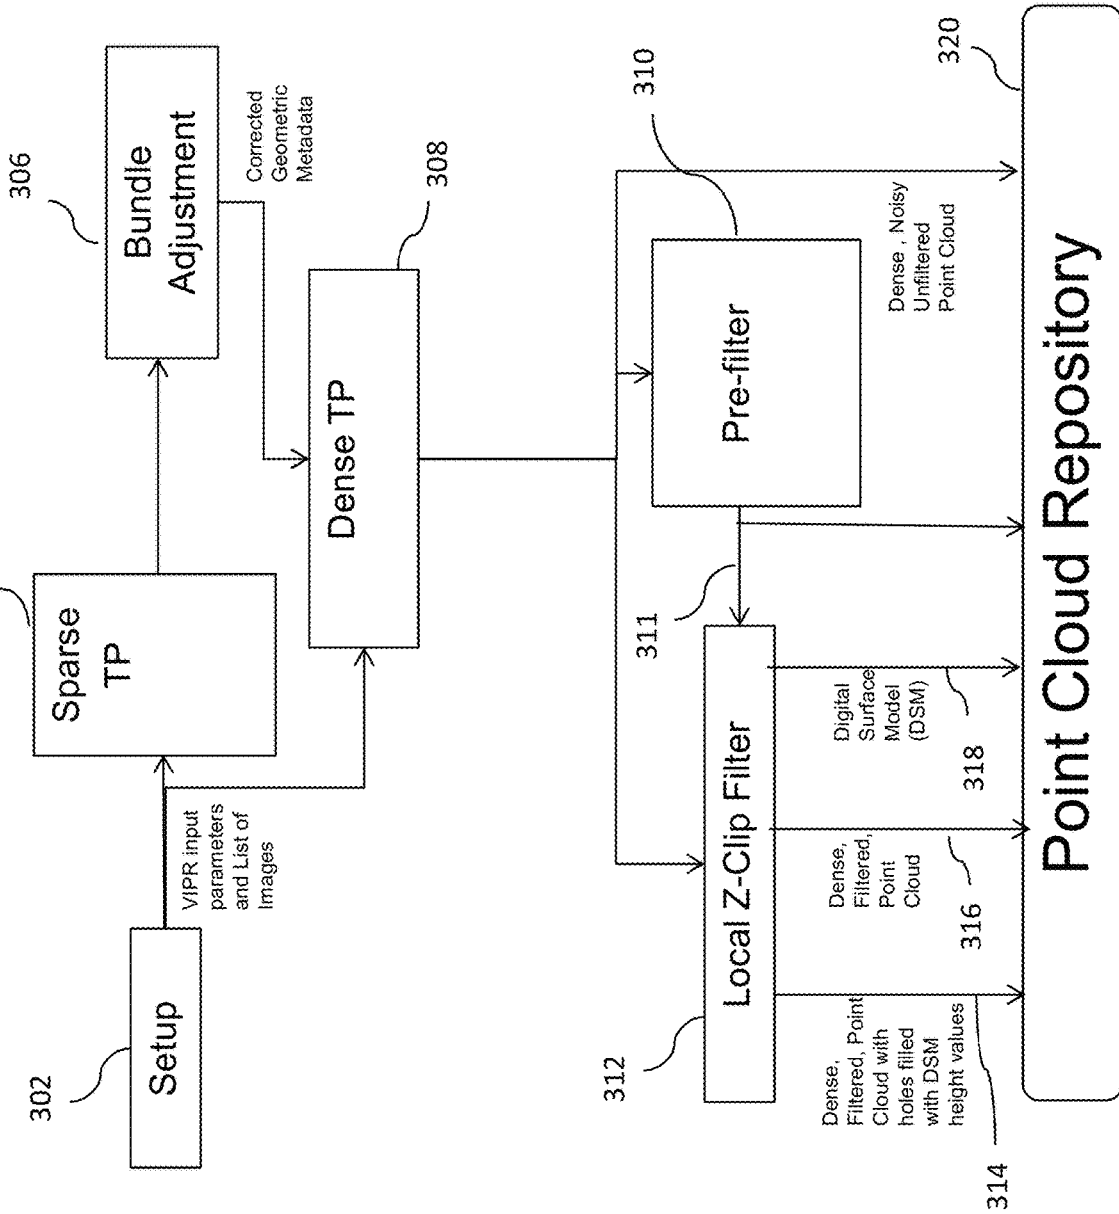 302
Setup
VIPR input
parameters
and List of
Images
Sparse
TP
306
Bundle
Adjustment
Corrected
Geometric
Metadata
308
Dense TP
310
Pre-filter
Dense , Noisy
Unfiltered
Point Cloud
311
312
Local Z-Clip Filter
Dense,
Filtered, Point
Cloud with
holes filled
with DSM
height values
314
Dense,
Filtered,
Point
Cloud
316
Digital
Surface
Model
(DSM)
318
320
Point Cloud Repository